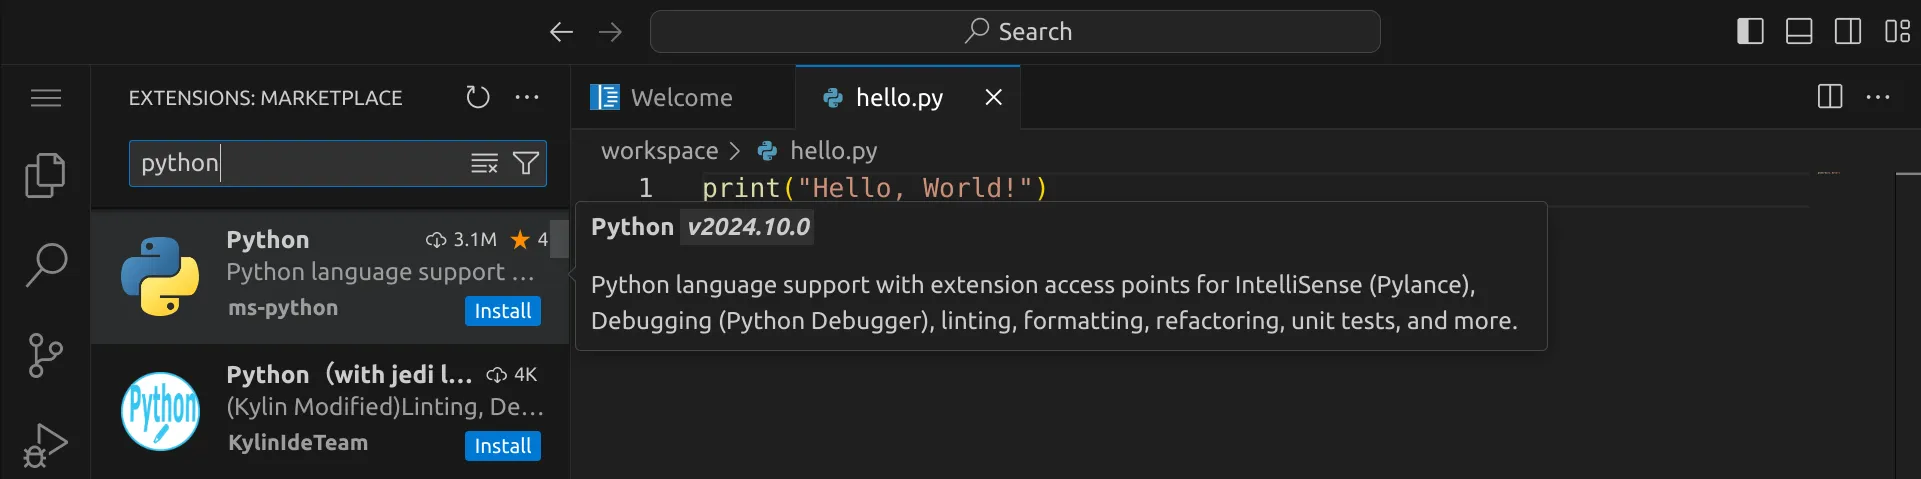 Search
EXTENSIONS: MARKETPLACE
Welcome
hello.py
python
workspace > hello.py
1 print("Hello, World!")
Python 3.1M ★ 4
Python language support ...
ms-python Install
Python v2024.10.0
Python language support with extension access points for IntelliSense (Pylance),
Debugging (Python Debugger), linting, formatting, refactoring, unit tests, and more.
Python
Python（with jedi l... 4K
(Kylin Modified)Linting, De...
KylinIdeTeam Install